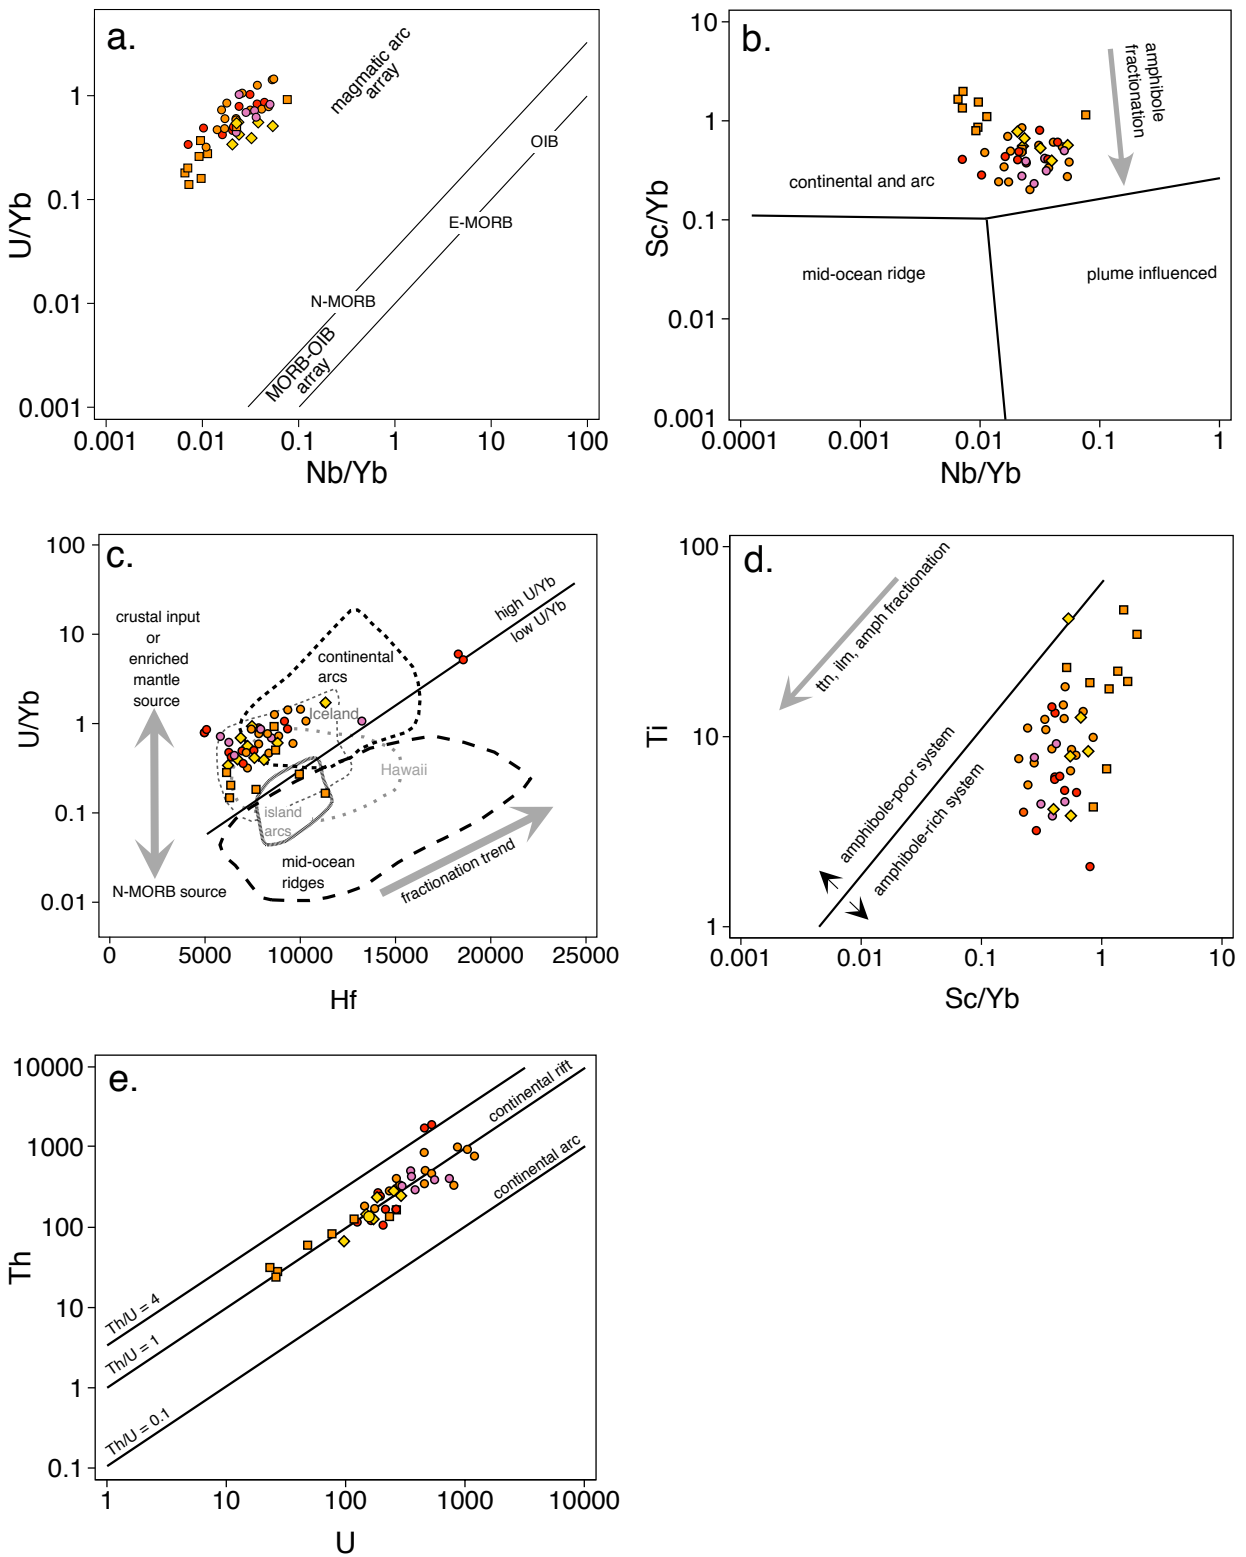 a.
magmatic arc
array
OIB
E-MORB
N-MORB
MORB-OIB
array
1
0.1
0.01
0.001
U/Yb
0.001
0.01
0.1
1
10
100
Nb/Yb
b.
amphibole
fractionation
continental and arc
mid-ocean ridge
plume influenced
10
1
0.1
0.01
0.001
Sc/Yb
0.0001
0.001
0.01
0.1
1
Nb/Yb
c.
crustal input
or
enriched
mantle
source
N-MORB source
high U/Yb
low U/Yb
continental
arcs
Iceland
Hawaii
island
arcs
mid-ocean
ridges
fractionation trend
100
10
1
0.1
0.01
U/Yb
0
5000
10000
15000
20000
25000
Hf
d.
ttn, ilm, amph fractionation
amphibole-poor system
amphibole-rich system
100
10
1
Ti
0.001
0.01
0.1
1
10
Sc/Yb
e.
continental rift
continental arc
Th/U = 4
Th/U = 1
Th/U = 0.1
10000
1000
100
10
1
0.1
Th
1
10
100
1000
10000
U